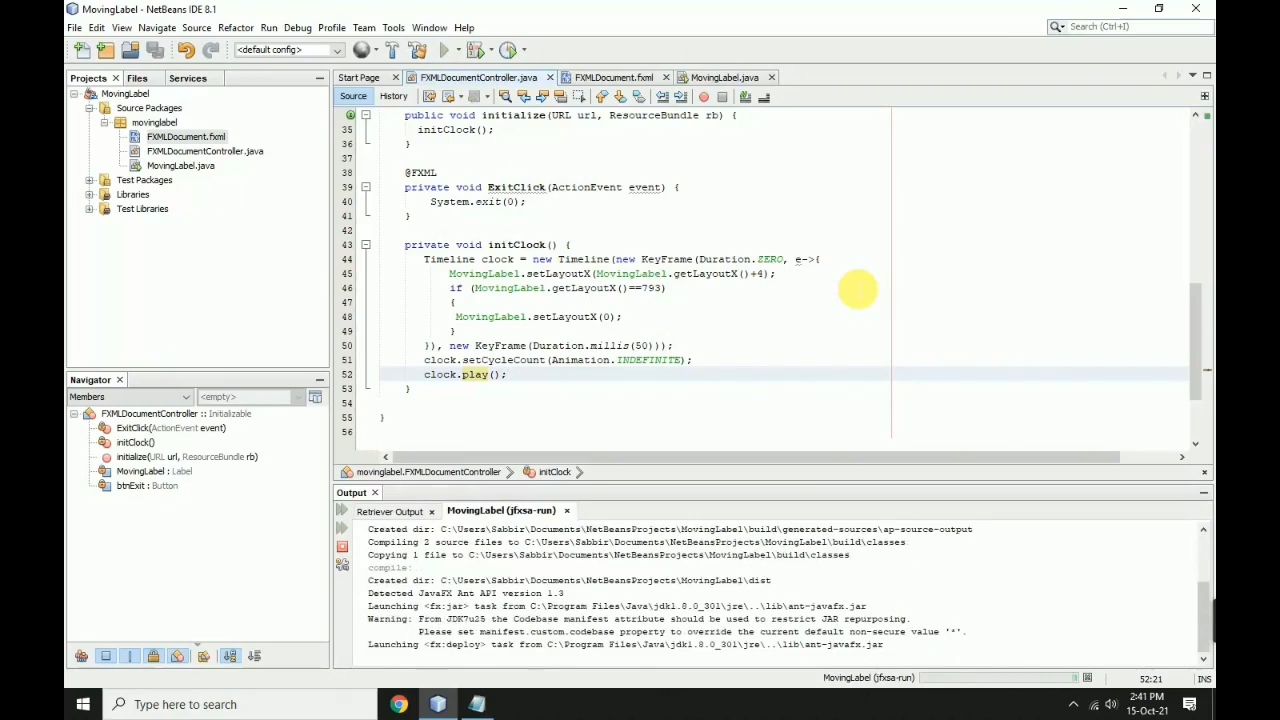 MovingLabel - NetBeans IDE 8.1
File Edit View Navigate Source Refactor Run Debug Profile Team Tools Window Help
Search (Ctrl+I)
<default config>
Projects Files Services
Start Page FXMLDocumentController.java FXMLDocument.fxml MovingLabel.java
Source History
MovingLabel
Source Packages
movinglabel
FXMLDocument.fxml
FXMLDocumentController.java
MovingLabel.java
Test Packages
Libraries
Test Libraries
public void initialize(URL url, ResourceBundle rb) {
35 initClock();
36 }
37
38 @FXML
39 private void ExitClick(ActionEvent event) {
40 System.exit(0);
41 }
42
43 private void initClock() {
44 Timeline clock = new Timeline(new KeyFrame(Duration.ZERO, e->{
45 MovingLabel.setLayoutX(MovingLabel.getLayoutX()+4);
46 if (MovingLabel.getLayoutX()==793)
47 {
48 MovingLabel.setLayoutX(0);
49 }
50 }), new KeyFrame(Duration.millis(50)));
51 clock.setCycleCount(Animation.INDEFINITE);
52 clock.play();
53 }
54
55 }
56
movinglabel.FXMLDocumentController initClock
Navigator
Members <empty>
FXMLDocumentController :: Initializable
ExitClick(ActionEvent event)
initClock()
initialize(URL url, ResourceBundle rb)
MovingLabel : Label
btnExit : Button
Output
Retriever Output MovingLabel (jfxsa-run)
Created dir: C:\Users\Sabbir\Documents\NetBeansProjects\MovingLabel\build\generated-sources\ap-source-output
Compiling 2 source files to C:\Users\Sabbir\Documents\NetBeansProjects\MovingLabel\build\classes
Copying 1 file to C:\Users\Sabbir\Documents\NetBeansProjects\MovingLabel\build\classes
compile:
Created dir: C:\Users\Sabbir\Documents\NetBeansProjects\MovingLabel\dist
Detected JavaFX Ant API version 1.3
Launching <fx:jar> task from C:\Program Files\Java\jdk1.8.0_301\jre\..\lib\ant-javafx.jar
Warning: From JDK7u25 the Codebase manifest attribute should be used to restrict JAR repurposing.
Please set manifest.custom.codebase property to override the current default non-secure value '*'.
Launching <fx:deploy> task from C:\Program Files\Java\jdk1.8.0_301\jre\..\lib\ant-javafx.jar
MovingLabel (jfxsa-run) 52:21 INS
Type here to search
2:41 PM
15-Oct-21